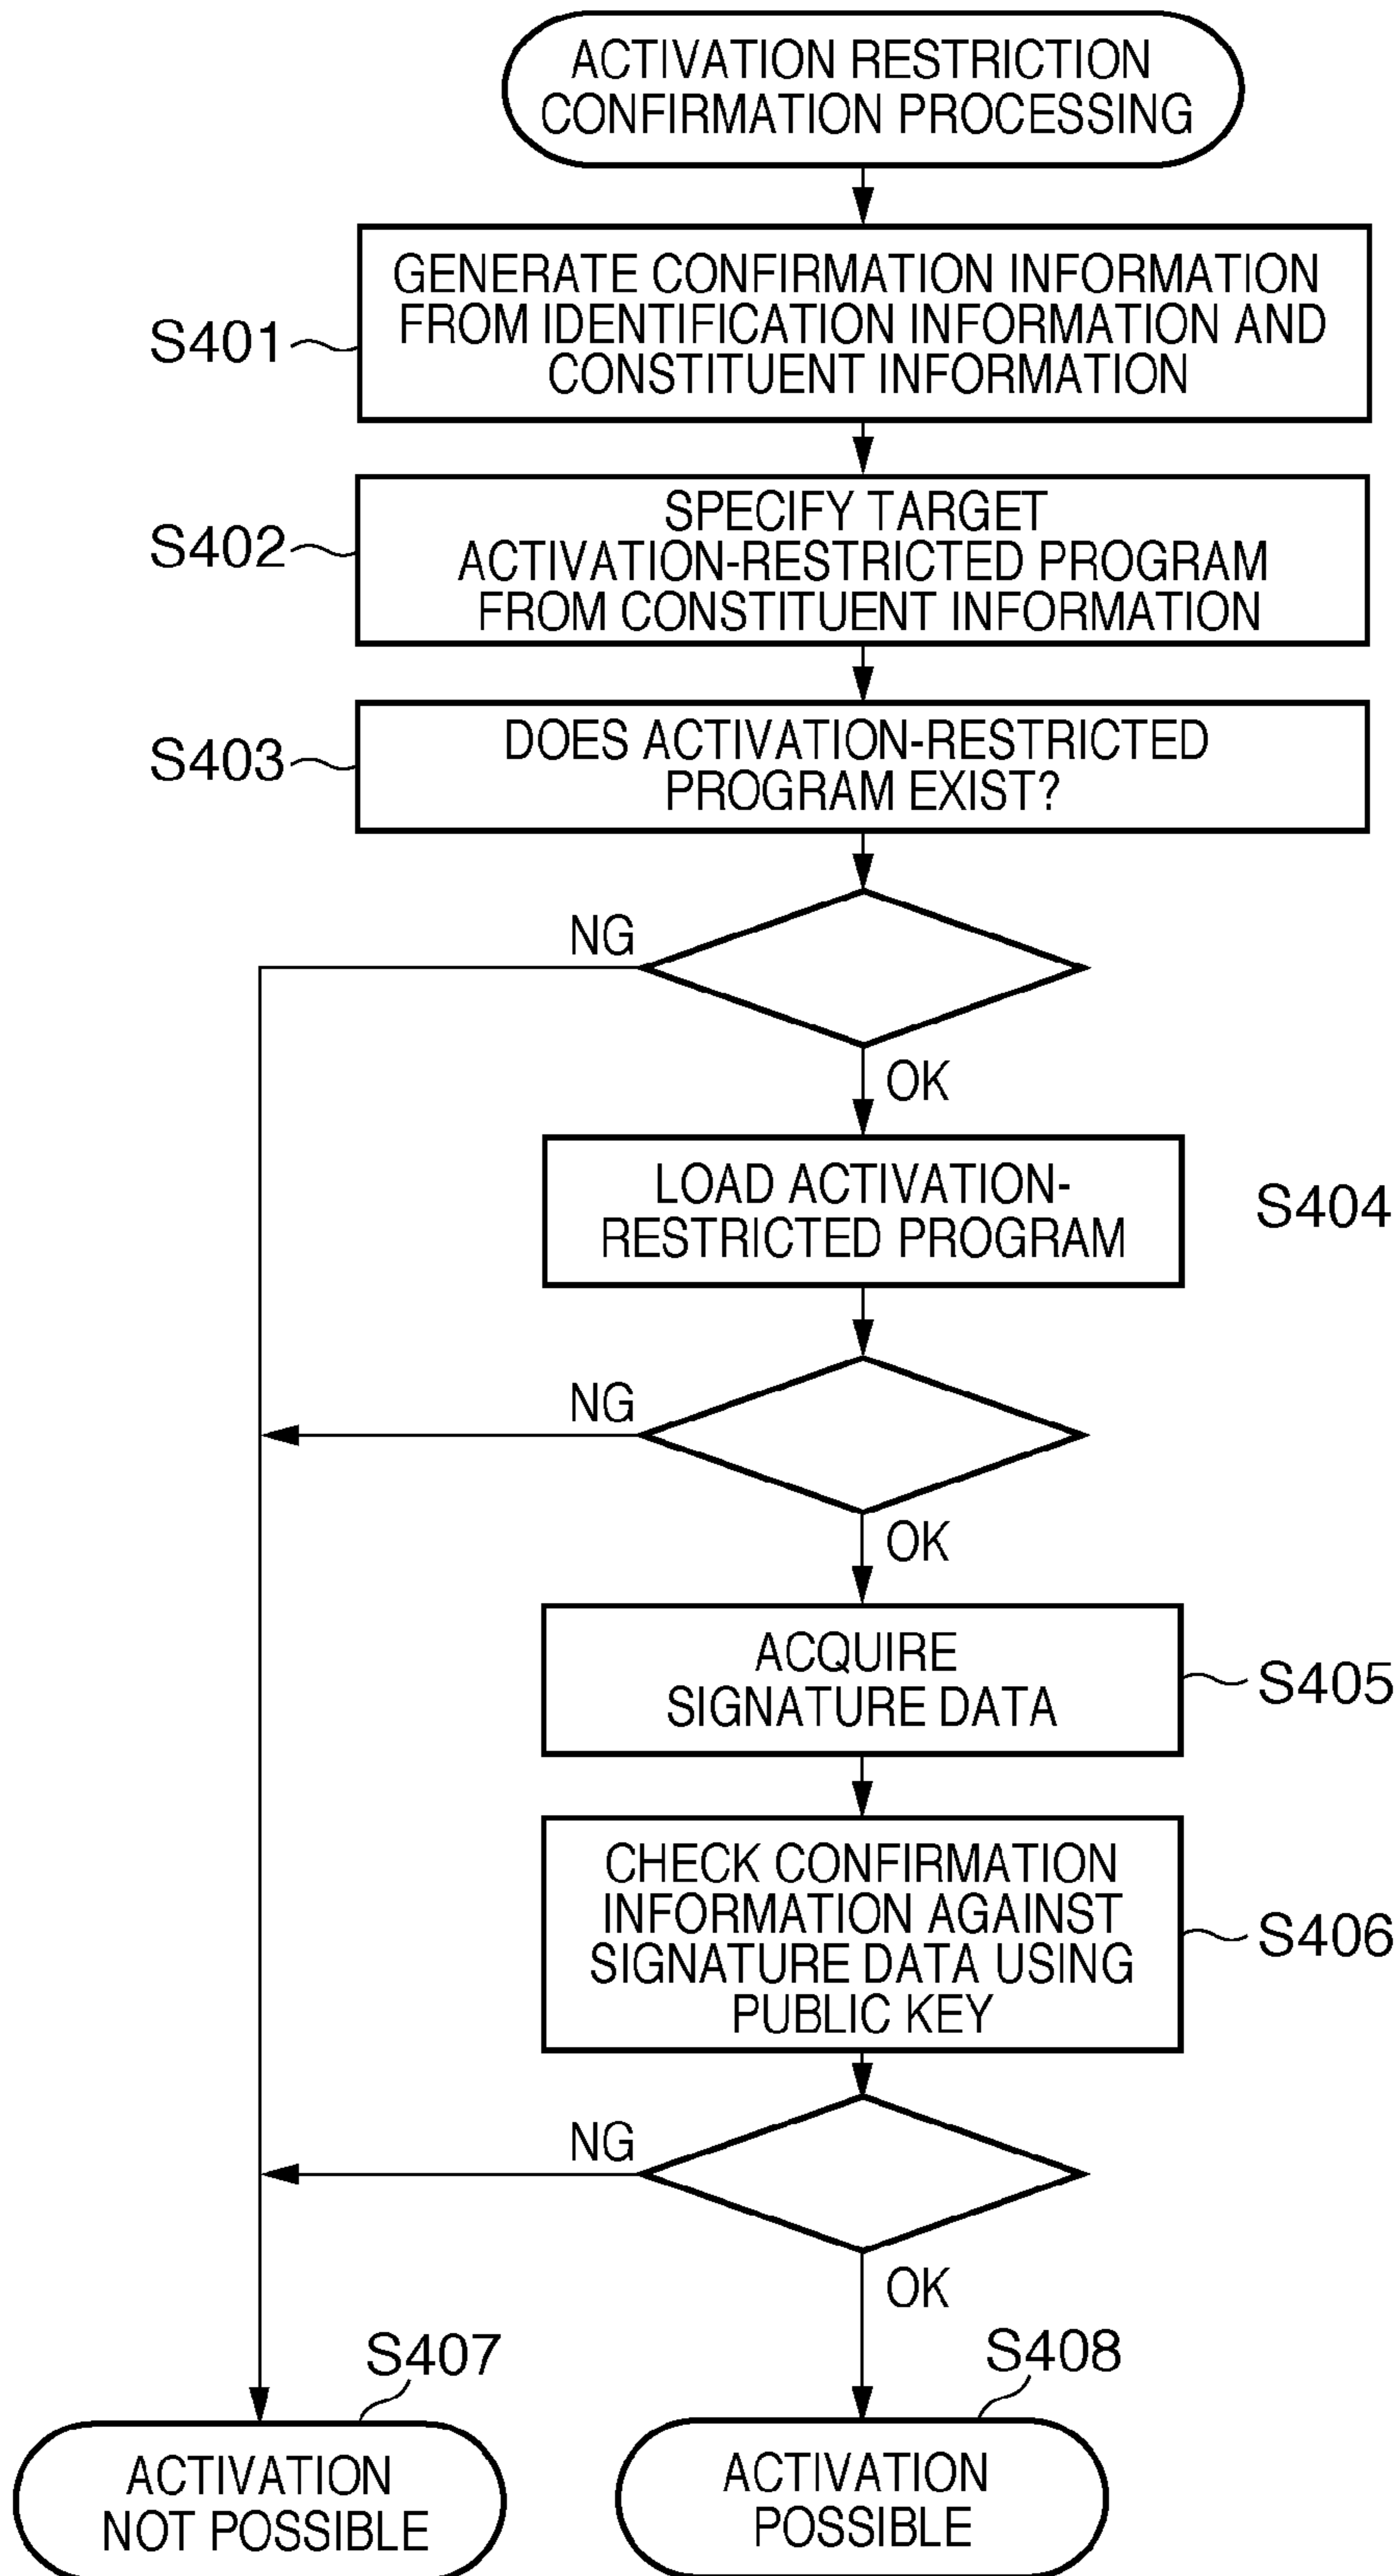 ACTIVATION RESTRICTION
CONFIRMATION PROCESSING
S401
GENERATE CONFIRMATION INFORMATION
FROM IDENTIFICATION INFORMATION AND
CONSTITUENT INFORMATION
S402
SPECIFY TARGET
ACTIVATION-RESTRICTED PROGRAM
FROM CONSTITUENT INFORMATION
S403
DOES ACTIVATION-RESTRICTED
PROGRAM EXIST?
NG
OK
LOAD ACTIVATION-
RESTRICTED PROGRAM
S404
NG
OK
ACQUIRE
SIGNATURE DATA
S405
CHECK CONFIRMATION
INFORMATION AGAINST
SIGNATURE DATA USING
PUBLIC KEY
S406
NG
OK
S407
ACTIVATION
NOT POSSIBLE
S408
ACTIVATION
POSSIBLE